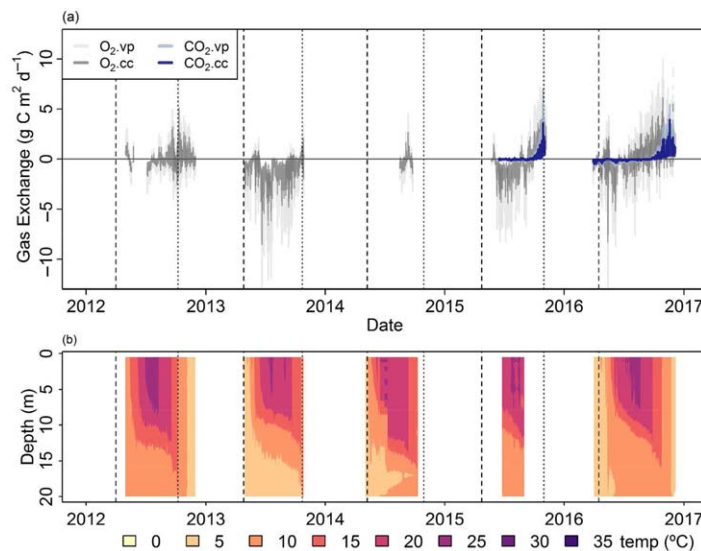 (a)
O₂.vp CO₂.vp
O₂.cc CO₂.cc
Gas Exchange (g C m² d⁻¹)
10
5
0
−5
−10
2012 2013 2014 2015 2016 2017
Date
(b)
Depth (m)
0
5
10
15
20
2012 2013 2014 2015 2016 2017
0 5 10 15 20 25 30 35 temp (ºC)